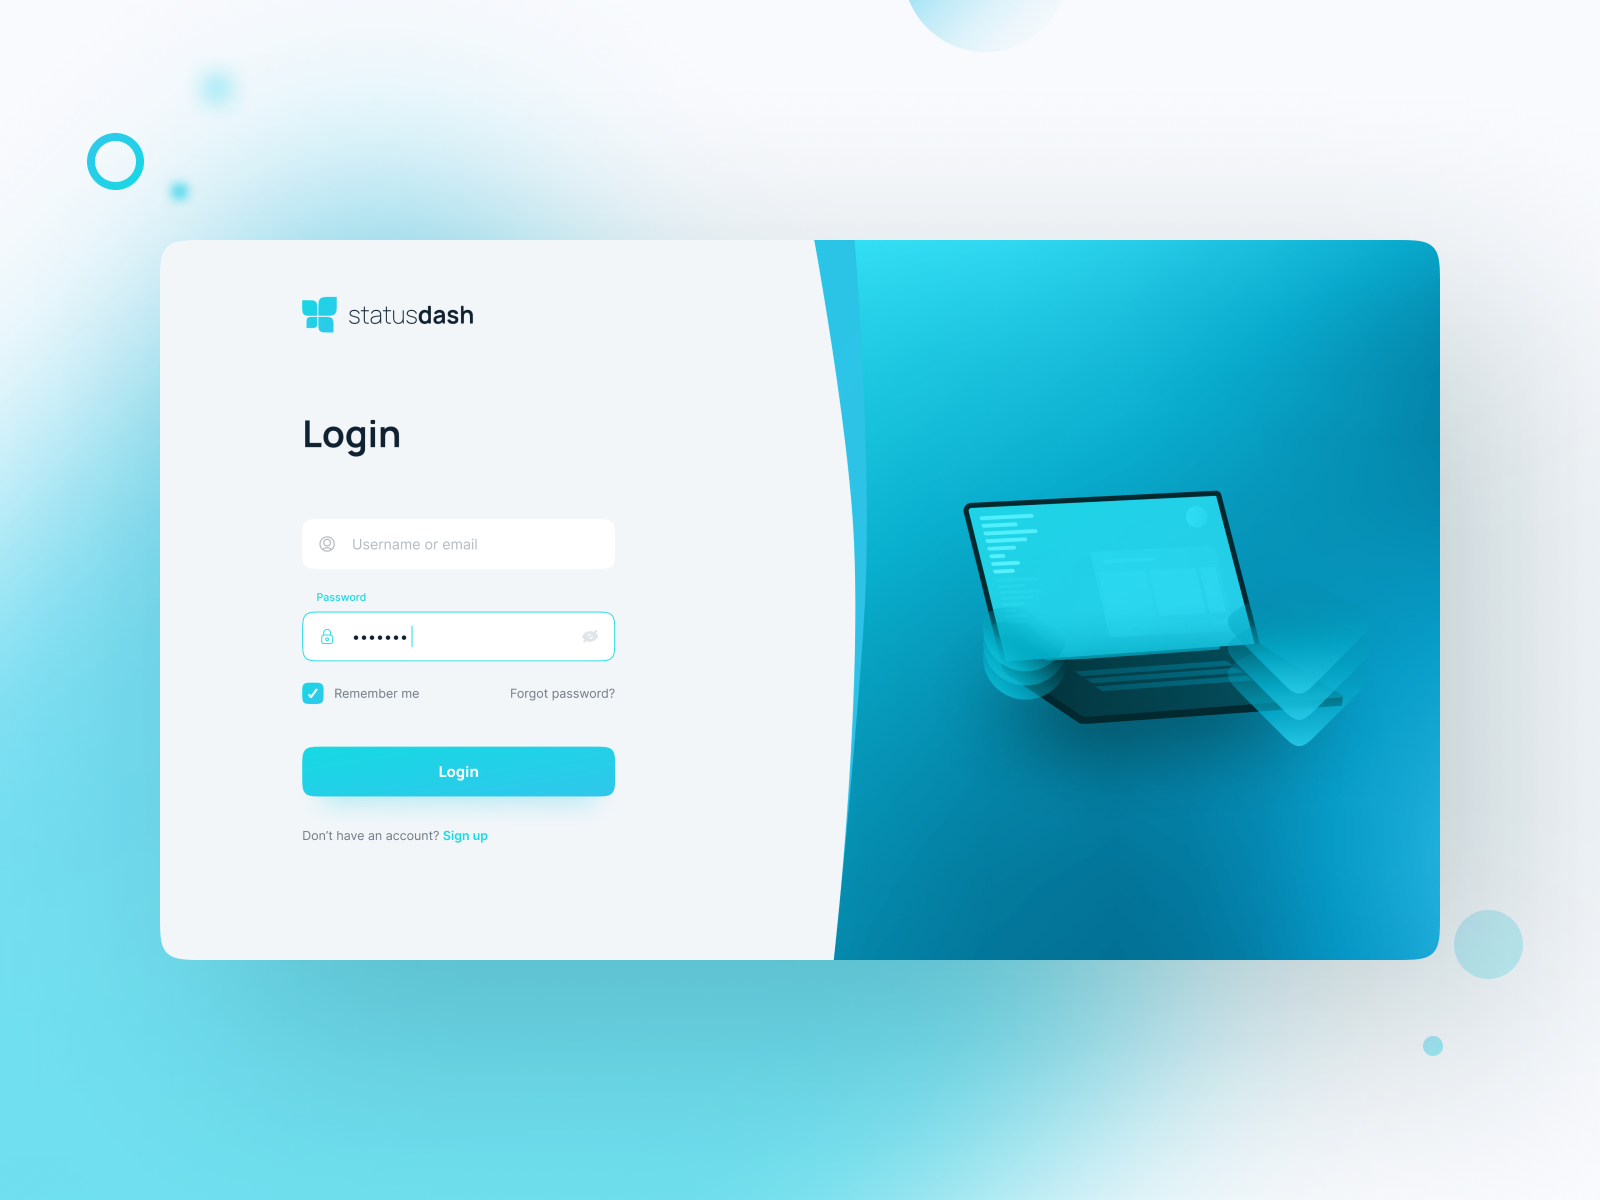 statusdash
Login
Username or email
Password
•••••••
Remember me Forgot password?
Login
Don't have an account? Sign up